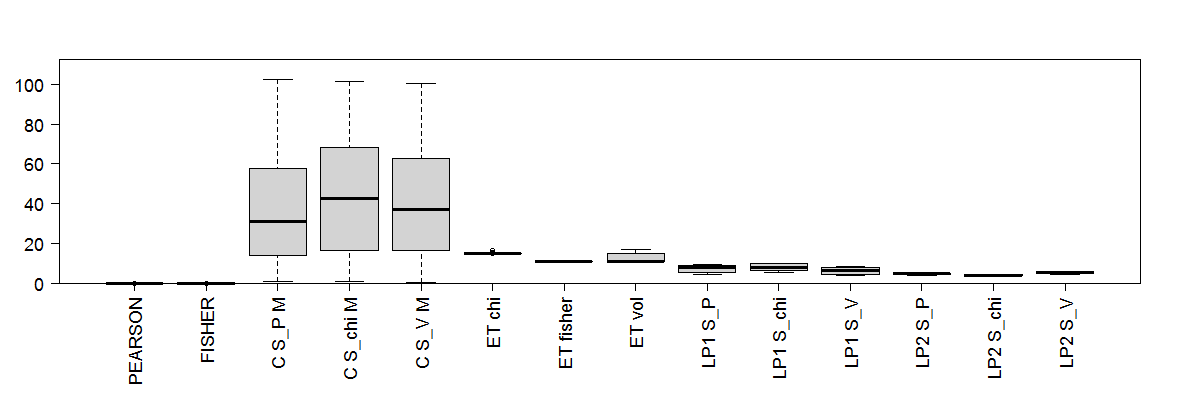 100
80
60
40
20
0
PEARSON
FISHER
C S_P M
C S_chi M
C S_V M
ET chi
ET fisher
ET vol
LP1 S_P
LP1 S_chi
LP1 S_V
LP2 S_P
LP2 S_chi
LP2 S_V